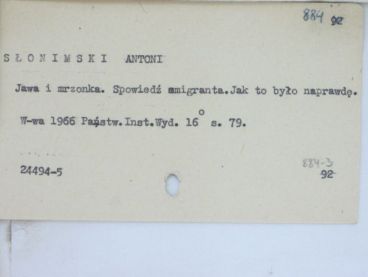 884 92
SŁONIMSKI ANTONI
Jawa i mrzonka. Spowiedź emigranta.Jak to było naprawdę.
W-wa 1966 Państw.Inst.Wyd. 16° s. 79.
884-3
24494-5 92